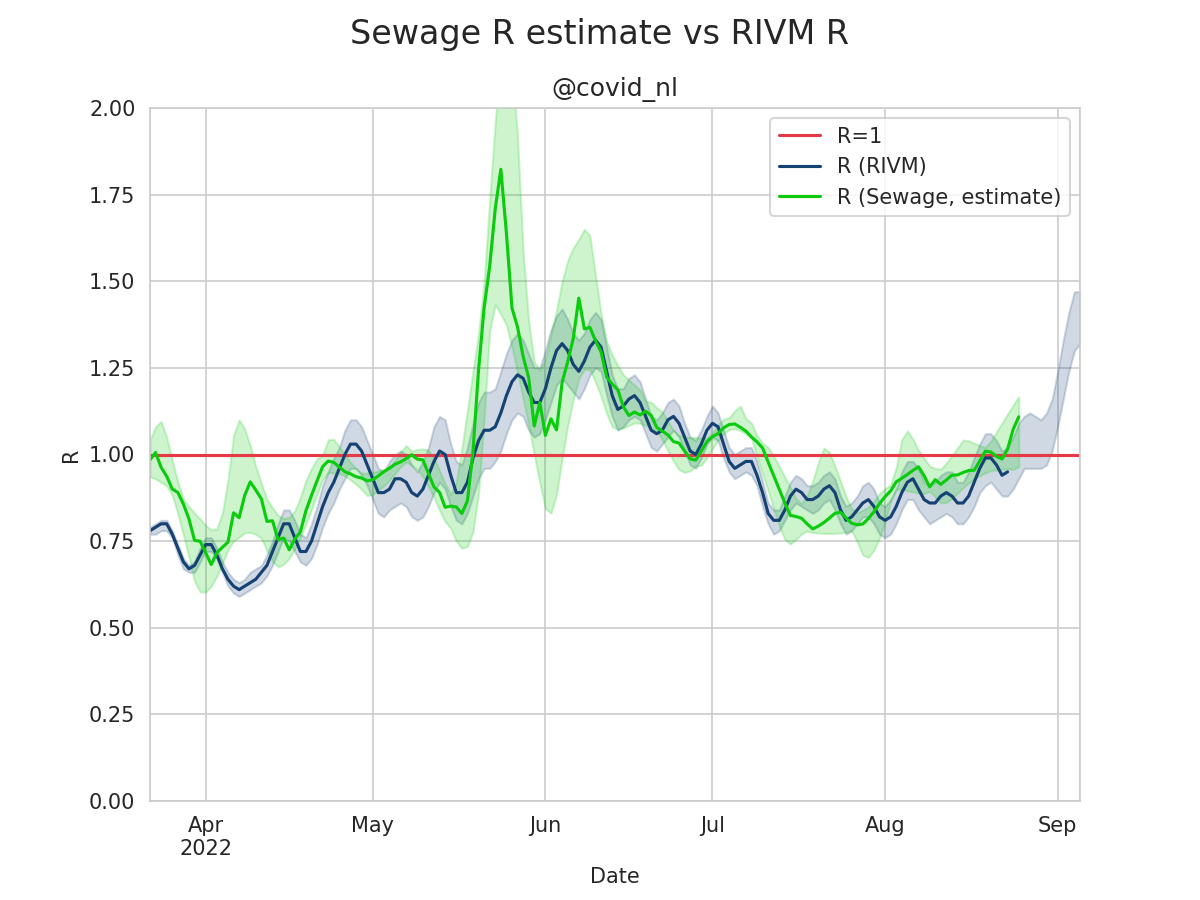 Sewage R estimate vs RIVM R
@covid_nl
2.00
1.75
1.50
1.25
1.00
0.75
0.50
0.25
0.00
R
R=1
R (RIVM)
R (Sewage, estimate)
Apr
2022
May
Jun
Jul
Aug
Sep
Date